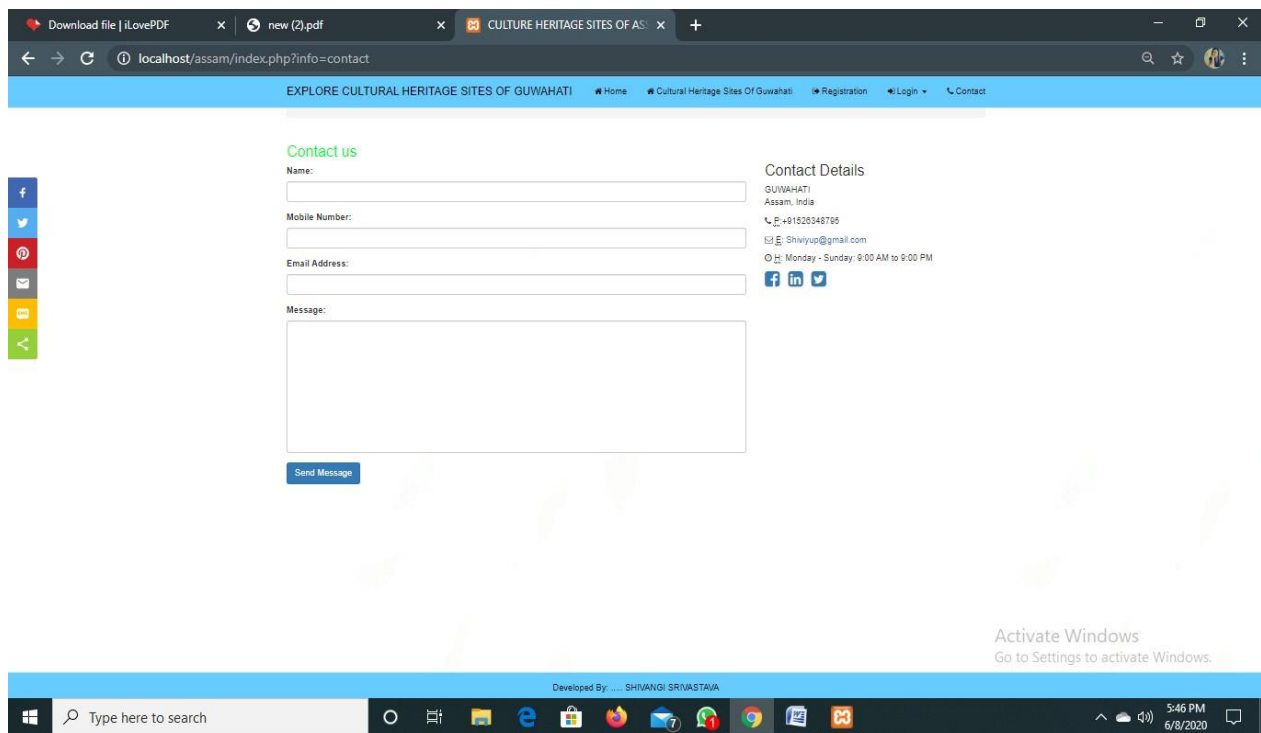 Download file | iLovePDF
new (2).pdf
CULTURE HERITAGE SITES OF AS
localhost/assam/index.php?info=contact
EXPLORE CULTURAL HERITAGE SITES OF GUWAHATI
Home
Cultural Heritage Sites Of Guwahati
Registration
Login
Contact
Contact us
Name:
Mobile Number:
Email Address:
Message:
Send Message
Contact Details
GUWAHATI
Assam, India
P:+91526348795
E: Shiviyup@gmail.com
H: Monday - Sunday: 9:00 AM to 9:00 PM
Activate Windows
Go to Settings to activate Windows.
Developed By: ..... SHIVANGI SRIVASTAVA
Type here to search
7
1
5:46 PM
6/8/2020